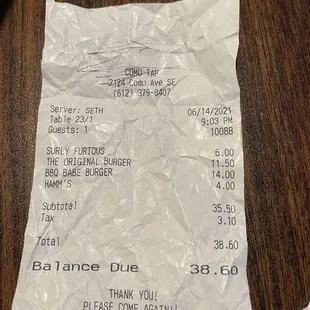 COMO TAP
2124 Como Ave SE
(612) 379-8407
Server: SETH 06/14/2021
Table 23/1 9:03 PM
Guests: 1 10088
SURLY FURIOUS 6.00
THE ORIGINAL BURGER 11.50
BBQ BABE BURGER 14.00
HAMM'S 4.00
Subtotal 35.50
Tax 3.10
Total 38.60
Balance Due 38.60
THANK YOU!
PLEASE COME AGAIN!!